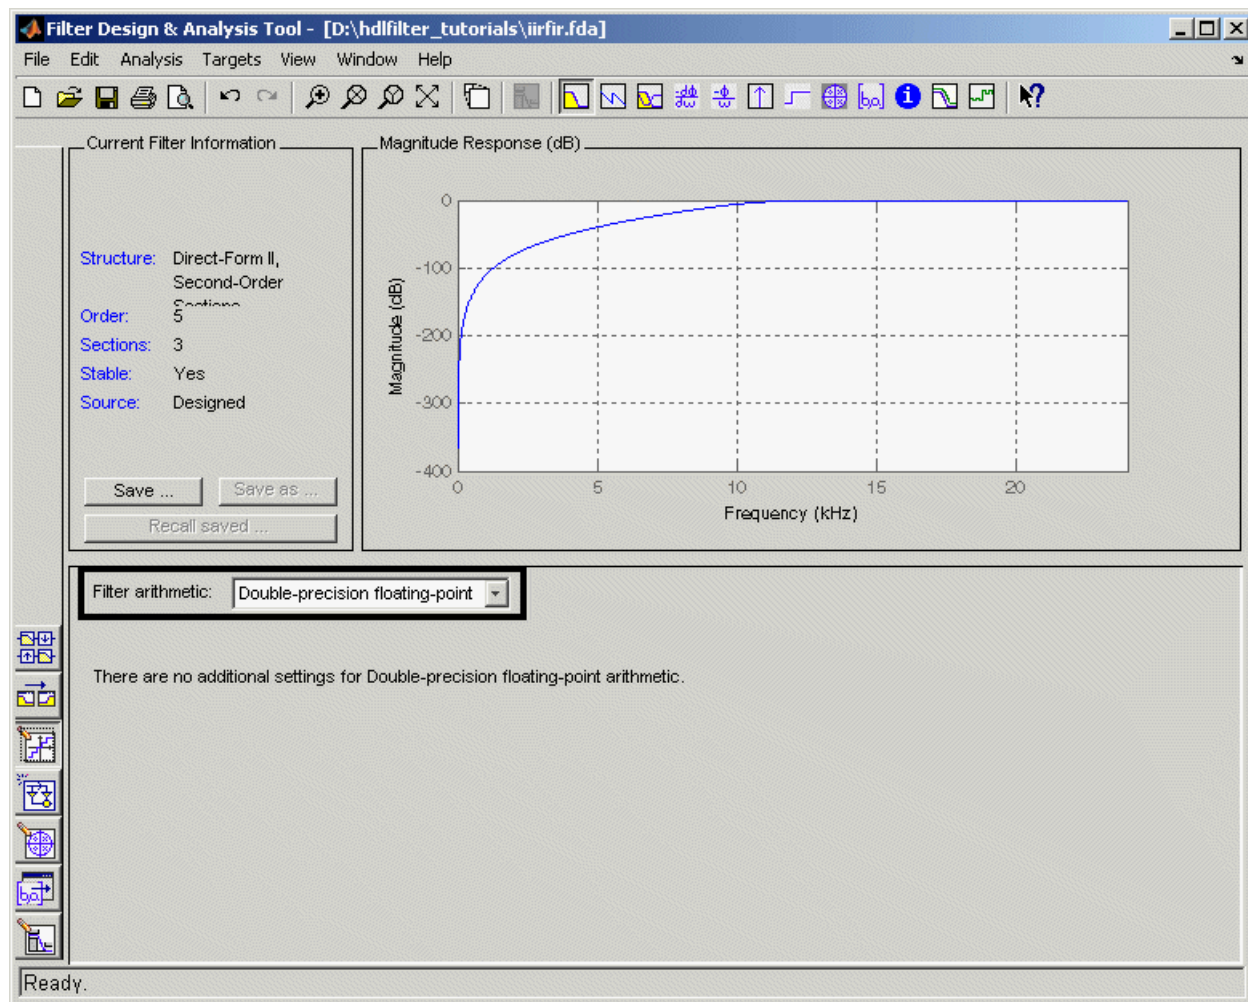 Filter Design & Analysis Tool - [D:\hdlfilter_tutorials\iirfir.fda]
File Edit Analysis Targets View Window Help
Current Filter Information
Structure: Direct-Form II,
Second-Order
Sections
Order: 5
Sections: 3
Stable: Yes
Source: Designed
Save ... Save as ...
Recall saved ...
Magnitude Response (dB)
0
-100
-200
-300
-400
Magnitude (dB)
0 5 10 15 20
Frequency (kHz)
Filter arithmetic: Double-precision floating-point
There are no additional settings for Double-precision floating-point arithmetic.
Ready.